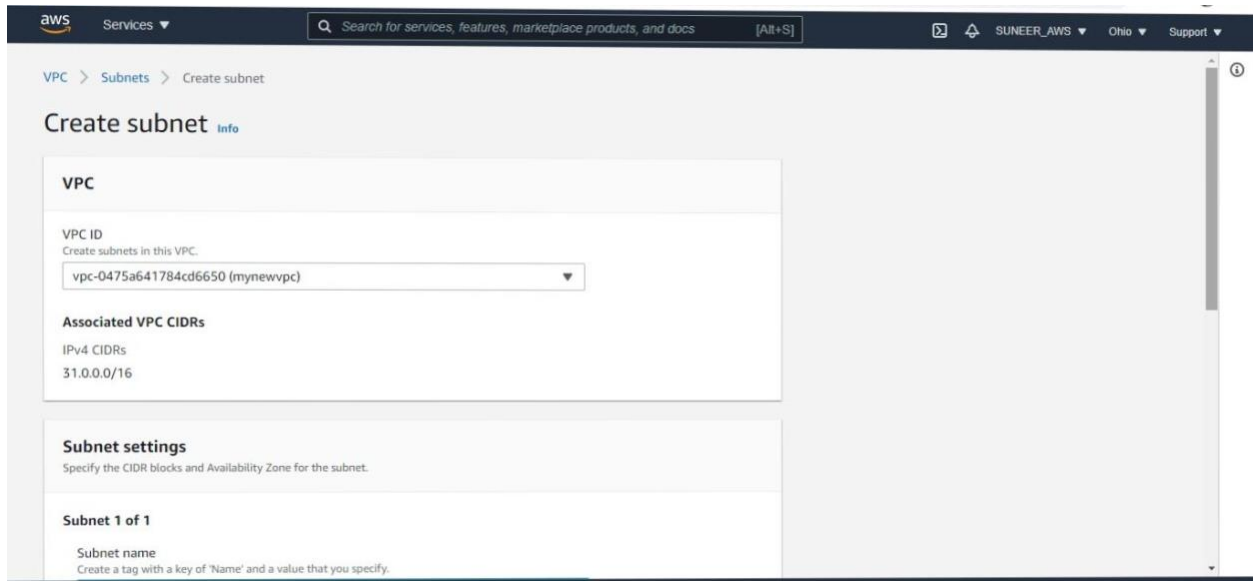 aws
Services ▼
Search for services, features, marketplace products, and docs
[Alt+S]
SUNEER_AWS ▼
Ohio ▼
Support ▼
VPC > Subnets > Create subnet
Create subnet Info
VPC
VPC ID
Create subnets in this VPC.
vpc-0475a641784cd6650 (mynewvpc)
Associated VPC CIDRs
IPv4 CIDRs
31.0.0.0/16
Subnet settings
Specify the CIDR blocks and Availability Zone for the subnet.
Subnet 1 of 1
Subnet name
Create a tag with a key of 'Name' and a value that you specify.